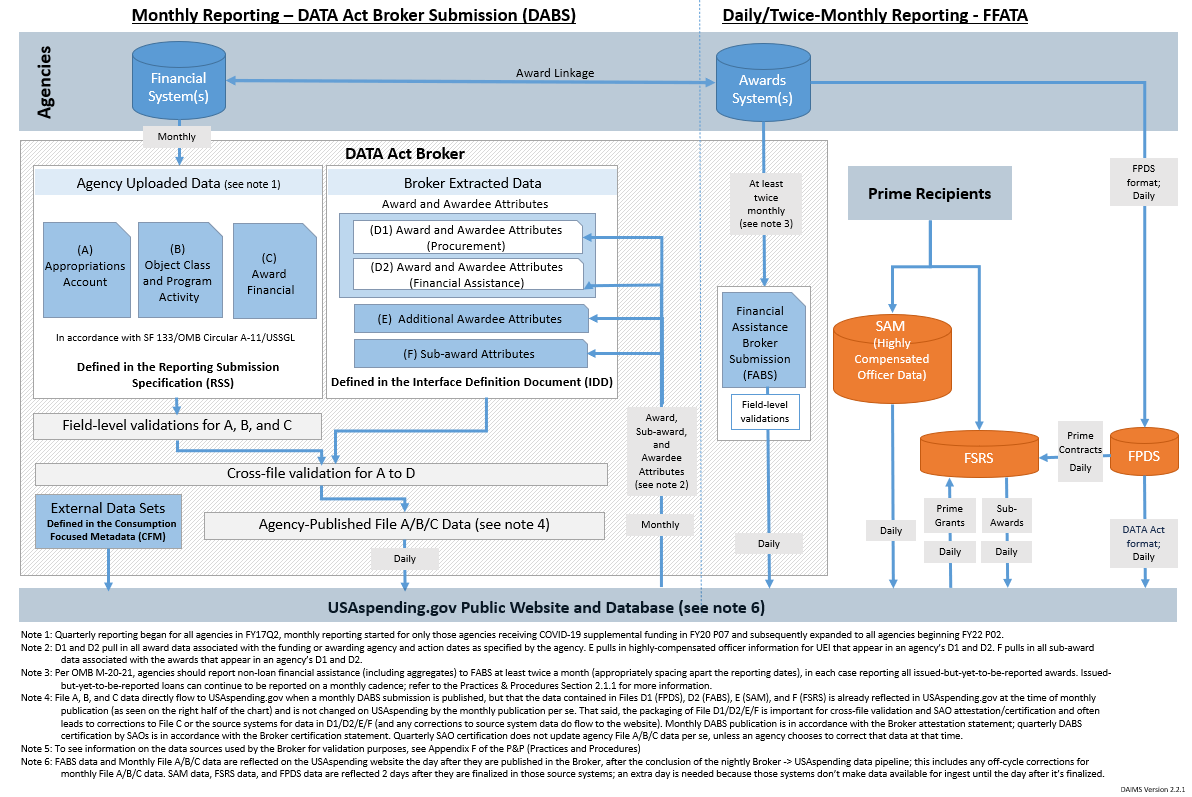 Monthly Reporting – DATA Act Broker Submission (DABS)
Daily/Twice-Monthly Reporting - FFATA
Agencies
Financial
System(s)
Award Linkage
Awards
System(s)
Monthly
DATA Act Broker
Agency Uploaded Data (see note 1)
(A)
Appropriations
Account
(B)
Object Class
and Program
Activity
(C)
Award
Financial
In accordance with SF 133/OMB Circular A-11/USSGL
Defined in the Reporting Submission
Specification (RSS)
Broker Extracted Data
Award and Awardee Attributes
(D1) Award and Awardee Attributes
(Procurement)
(D2) Award and Awardee Attributes
(Financial Assistance)
(E) Additional Awardee Attributes
(F) Sub-award Attributes
Defined in the Interface Definition Document (IDD)
Field-level validations for A, B, and C
Cross-file validation for A to D
External Data Sets
Defined in the Consumption
Focused Metadata (CFM)
Agency-Published File A/B/C Data (see note 4)
Daily
Award,
Sub-award,
and
Awardee
Attributes
(see note 2)
Monthly
At least
twice
monthly
(see note 3)
Financial
Assistance
Broker
Submission
(FABS)
Field-level
validations
Daily
Prime Recipients
FPDS
format;
Daily
SAM
(Highly
Compensated
Officer Data)
FSRS
Prime
Contracts
Daily
FPDS
Daily
Prime
Grants
Daily
Sub-
Awards
Daily
DATA Act
format;
Daily
USAspending.gov Public Website and Database (see note 6)
Note 1: Quarterly reporting began for all agencies in FY17Q2, monthly reporting started for only those agencies receiving COVID-19 supplemental funding in FY20 P07 and subsequently expanded to all agencies beginning FY22 P02.
Note 2: D1 and D2 pull in all award data associated with the funding or awarding agency and action dates as specified by the agency. E pulls in highly-compensated officer information for UEI that appear in an agency's D1 and D2. F pulls in all sub-award
data associated with the awards that appear in an agency's D1 and D2.
Note 3: Per OMB M-20-21, agencies should report non-loan financial assistance (including aggregates) to FABS at least twice a month (appropriately spacing apart the reporting dates), in each case reporting all issued-but-yet-to-be-reported awards. Issued-
but-yet-to-be-reported loans can continue to be reported on a monthly cadence; refer to the Practices & Procedures Section 2.1.1 for more information.
Note 4: File A, B, and C data directly flow to USAspending.gov when a monthly DABS submission is published, but that the data contained in Files D1 (FPDS), D2 (FABS), E (SAM), and F (FSRS) is already reflected in USAspending.gov at the time of monthly
publication (as seen on the right half of the chart) and is not changed on USAspending by the monthly publication per se. That said, the packaging of File D1/D2/E/F is important for cross-file validation and SAO attestation/certification and often
leads to corrections to File C or the source systems for data in D1/D2/E/F (and any corrections to source system data do flow to the website). Monthly DABS publication is in accordance with the Broker attestation statement; quarterly DABS
certification by SAOs is in accordance with the Broker certification statement. Quarterly SAO certification does not update agency File A/B/C data per se, unless an agency chooses to correct that data at that time.
Note 5: To see information on the data sources used by the Broker for validation purposes, see Appendix F of the P&P (Practices and Procedures)
Note 6: FABS data and Monthly File A/B/C data are reflected on the USAspending website the day after they are published in the Broker, after the conclusion of the nightly Broker -> USAspending data pipeline; this includes any off-cycle corrections for
monthly File A/B/C data. SAM data, FSRS data, and FPDS data are reflected 2 days after they are finalized in those source systems; an extra day is needed because those systems don't make data available for ingest until the day after it's finalized.
DAIMS Version 2.2.1